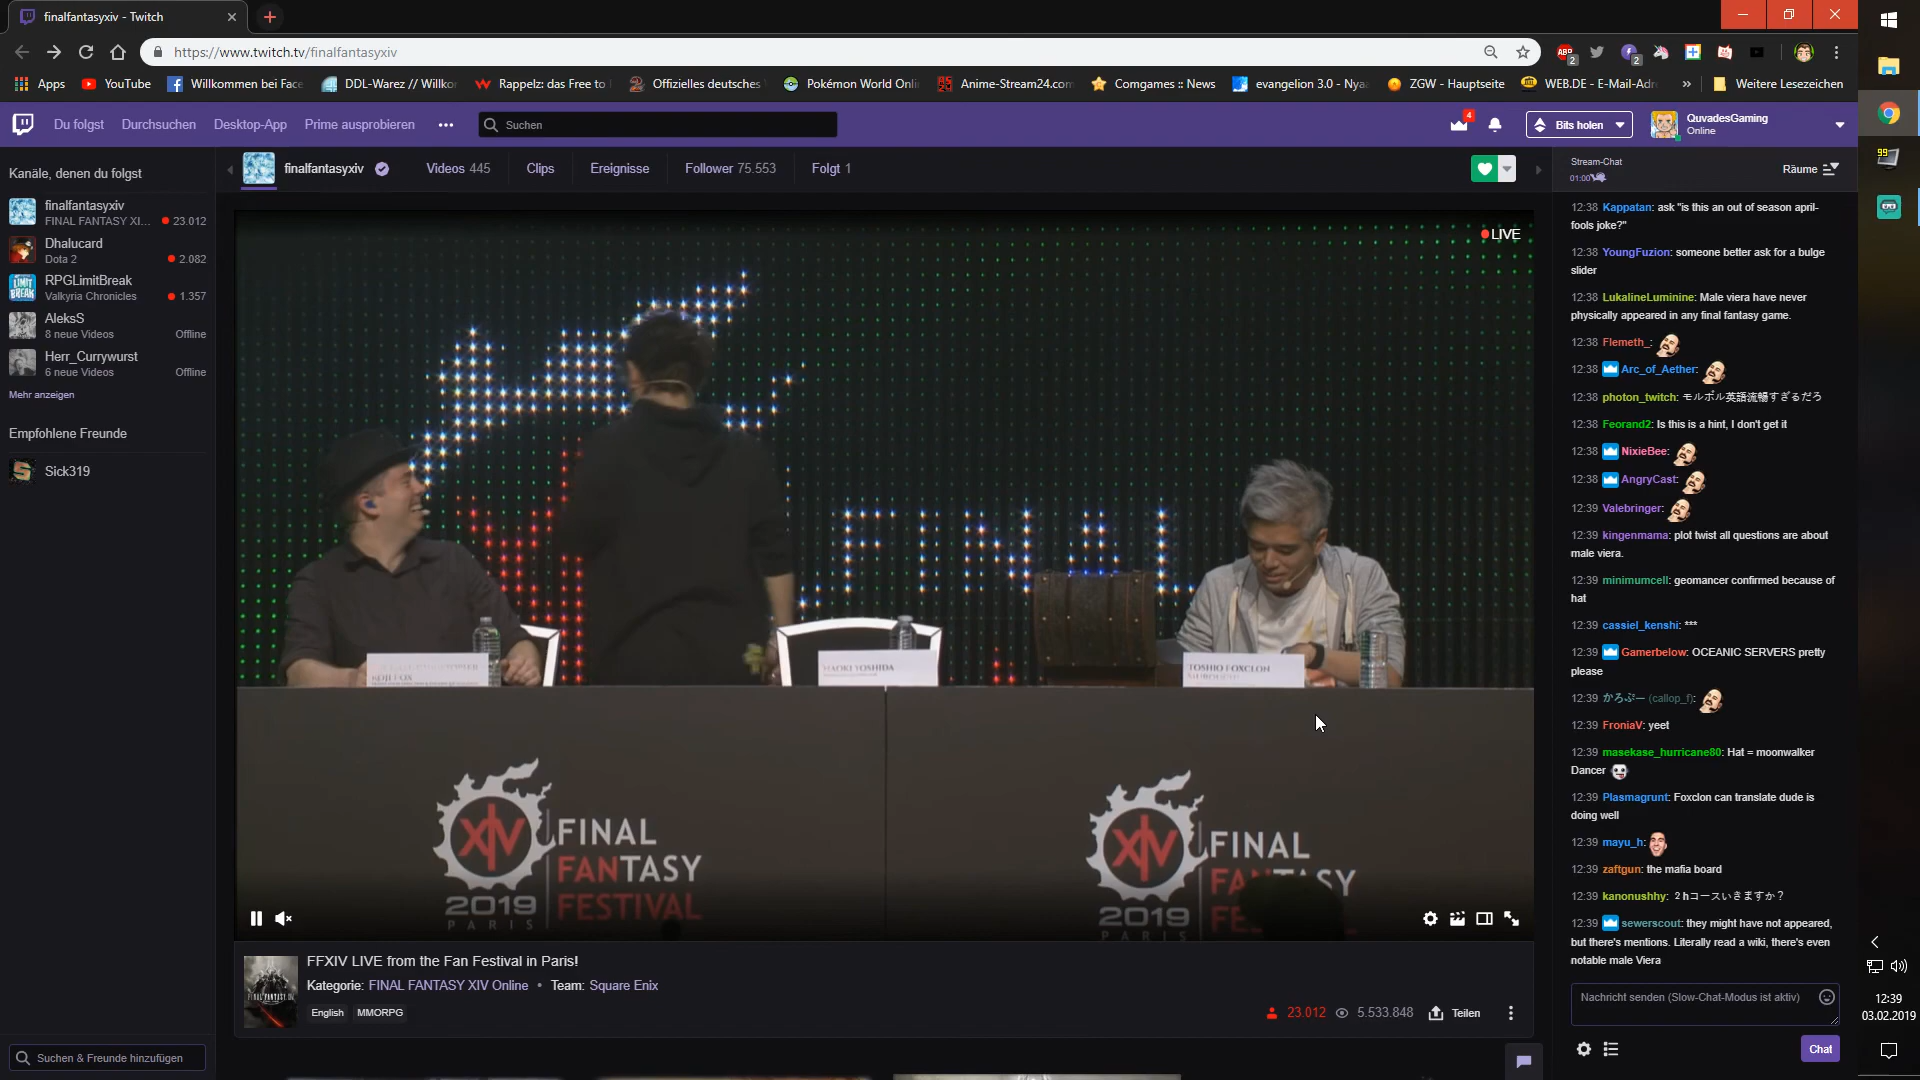 finalfantasyxiv - Twitch
https://www.twitch.tv/finalfantasyxiv
Apps
YouTube
Willkommen bei Face
DDL-Warez // Willkor
Rappelz: das Free to
Offizielles deutsches
Pokémon World Onli
Anime-Stream24.com
Comgames :: News
evangelion 3.0 - Nyaa
ZGW - Hauptseite
WEB.DE - E-Mail-Adr
»
Weitere Lesezeichen
Du folgst
Durchsuchen
Desktop-App
Prime ausprobieren
Suchen
4
Bits holen
QuvadesGaming
Online
Kanäle, denen du folgst
finalfantasyxiv
FINAL FANTASY XI...
23.012
Dhalucard
Dota 2
2.082
RPGLimitBreak
Valkyria Chronicles
1.357
AleksS
8 neue Videos
Offline
Herr_Currywurst
6 neue Videos
Offline
Mehr anzeigen
Empfohlene Freunde
Sick319
Suchen & Freunde hinzufügen
finalfantasyxiv
Videos 445
Clips
Ereignisse
Follower 75.553
Folgt 1
LIVE
FINAL
KOJI FOX
NAOKI YOSHIDA
TOSHIO FOXCLON
XIV
FINAL
FANTASY
FESTIVAL
2019
PARIS
XIV
FINAL
FANTASY
2019
PARIS
FFXIV LIVE from the Fan Festival in Paris!
Kategorie: FINAL FANTASY XIV Online • Team: Square Enix
English
MMORPG
23.012
5.533.848
Teilen
Stream-Chat
01:00
Räume
12:38 Kappatan: ask "is this an out of season april-
fools joke?"
12:38 YoungFuzion: someone better ask for a bulge
slider
12:38 LukalineLuminine: Male viera have never
physically appeared in any final fantasy game.
12:38 Flemeth_:
12:38 Arc_of_Aether:
12:38 photon_twitch: モルボル英語流暢すぎるだろ
12:38 Feorand2: Is this is a hint, I don't get it
12:38 NixieBee:
12:38 AngryCast:
12:39 Valebringer:
12:39 kingenmama: plot twist all questions are about
male viera.
12:39 minimumcell: geomancer confirmed because of
hat
12:39 cassiel_kenshi: ***
12:39 Gamerbelow: OCEANIC SERVERS pretty
please
12:39 かろぷー (callop_f):
12:39 FroniaV: yeet
12:39 masekase_hurricane80: Hat = moonwalker
Dancer
12:39 Plasmagrunt: Foxclon can translate dude is
doing well
12:39 mayu_h:
12:39 zaftgun: the mafia board
12:39 kanonushhy: 2hコースいきますか?
12:39 sewerscout: they might have not appeared,
but there's mentions. Literally read a wiki, there's even
notable male Viera
Nachricht senden (Slow-Chat-Modus ist aktiv)
Chat
12:39
03.02.2019